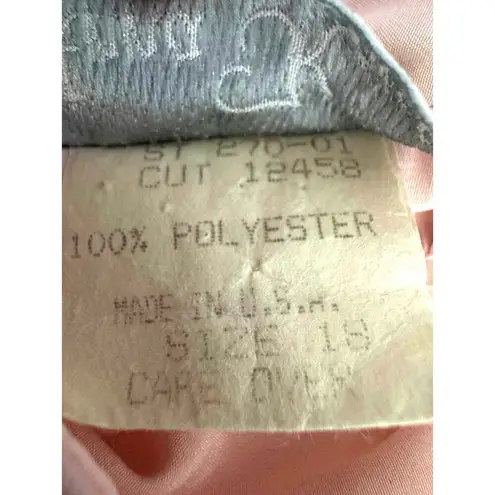 ST 270-01
CUT 12458
100% POLYESTER
MADE IN U.S.A.
SIZE 18
CARE OVER